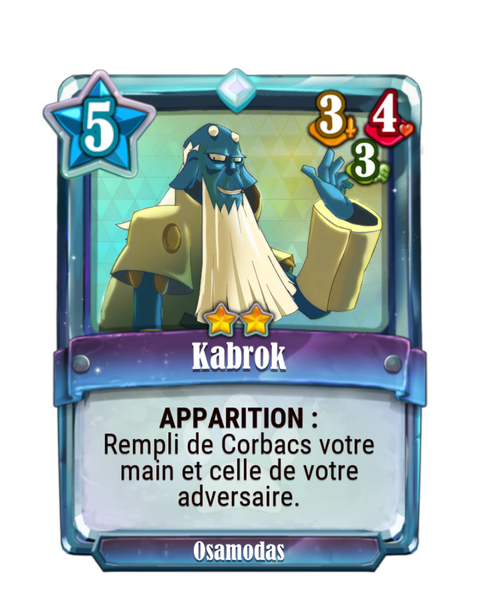 5
3
4
3
Kabrok
APPARITION :
Rempli de Corbacs votre
main et celle de votre
adversaire.
Osamodas